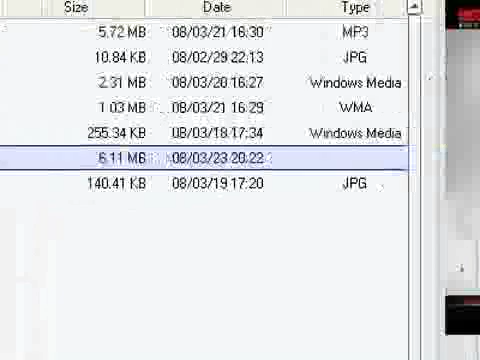 Size Date Type
5.72 MB 08/03/21 16:30 MP3
10.84 KB 08/02/29 22:13 JPG
2.31 MB 08/03/20 16:27 Windows Media
1.03 MB 08/03/21 16:29 WMA
255.34 KB 08/03/18 17:34 Windows Media
6.11 MB 08/03/23 20:22
140.41 KB 08/03/19 17:20 JPG